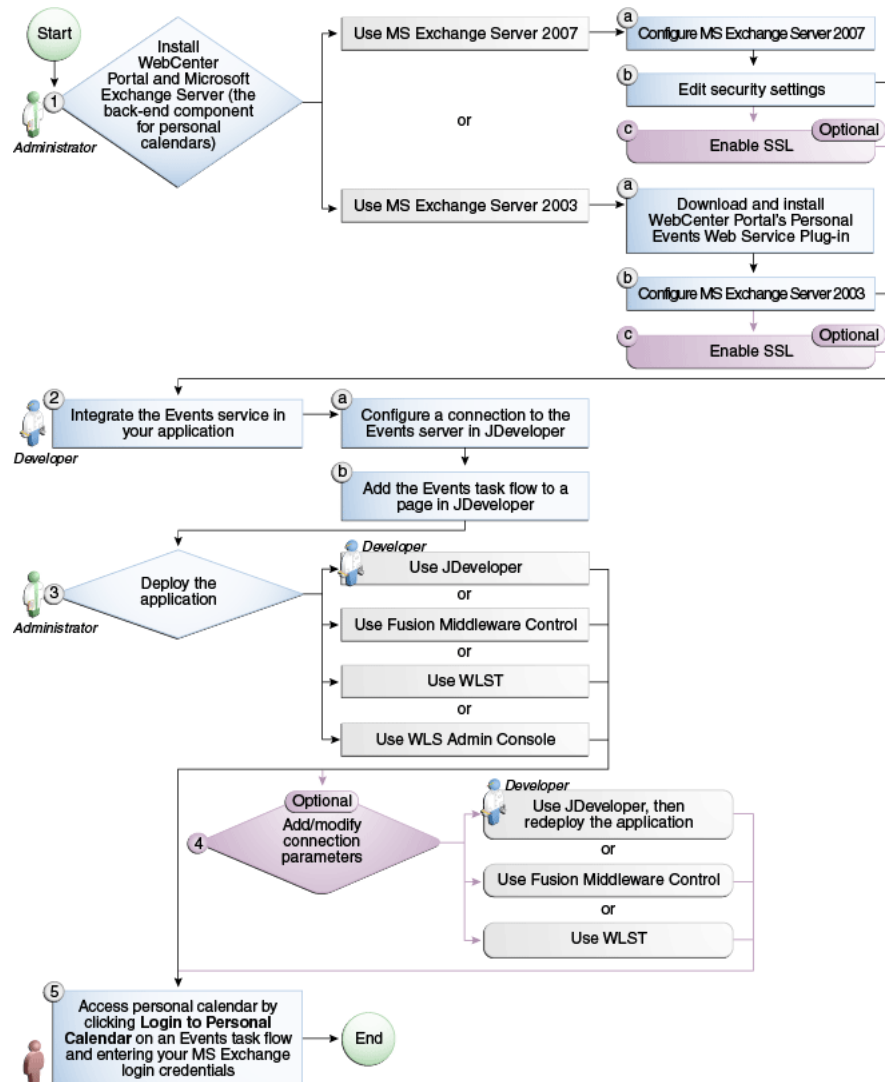 Start
1
Administrator
Install
WebCenter
Portal and Microsoft
Exchange Server (the
back-end component
for personal
calendars)
Use MS Exchange Server 2007
or
Use MS Exchange Server 2003
a
Configure MS Exchange Server 2007
b
Edit security settings
c
Optional
Enable SSL
a
Download and install
WebCenter Portal's Personal
Events Web Service Plug-in
b
Configure MS Exchange Server 2003
c
Optional
Enable SSL
2
Developer
Integrate the Events service in
your application
a
Configure a connection to the
Events server in JDeveloper
b
Add the Events task flow to a
page in JDeveloper
3
Administrator
Deploy the
application
Developer
Use JDeveloper
or
Use Fusion Middleware Control
or
Use WLST
or
Use WLS Admin Console
4
Optional
Add/modify
connection
parameters
Developer
Use JDeveloper, then
redeploy the application
or
Use Fusion Middleware Control
or
Use WLST
5
Access personal calendar by
clicking Login to Personal
Calendar on an Events task flow
and entering your MS Exchange
login credentials
End